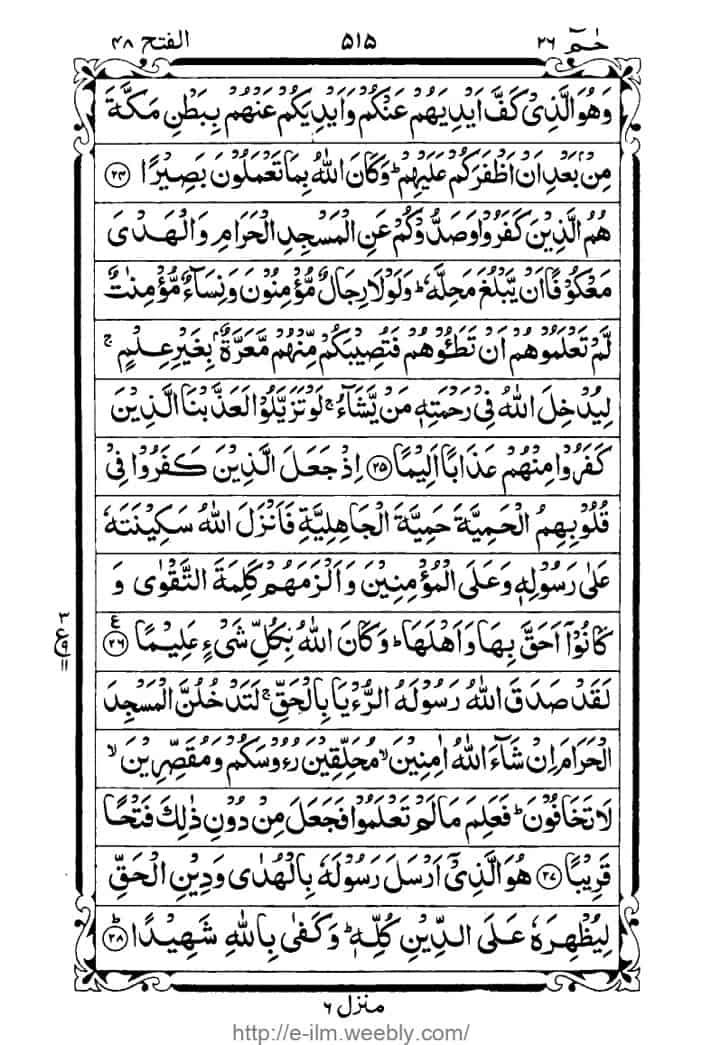 الفتح ٤٨
٥١٥
حٰمٓ ٢٦
وَهُوَ الَّذِىْ كَفَّ اَيْدِيَهُمْ عَنْكُمْ وَاَيْدِيَكُمْ عَنْهُمْ بِبَطْنِ مَكَّةَ
مِنْۢ بَعْدِ اَنْ اَظْفَرَكُمْ عَلَيْهِمْ ؕ وَكَانَ اللّٰهُ بِمَا تَعْمَلُوْنَ بَصِيْرًا ﴿٢٤﴾
هُمُ الَّذِيْنَ كَفَرُوْا وَصَدُّوْكُمْ عَنِ الْمَسْجِدِ الْحَرَامِ وَالْهَدْىَ
مَعْكُوْفًا اَنْ يَّبْلُغَ مَحِلَّهٗ ؕ وَلَوْلَا رِجَالٌ مُّؤْمِنُوْنَ وَنِسَآءٌ مُّؤْمِنٰتٌ
لَّمْ تَعْلَمُوْهُمْ اَنْ تَطَئُوْهُمْ فَتُصِيْبَكُمْ مِّنْهُمْ مَّعَرَّةٌۢ بِغَيْرِ عِلْمٍ ۚ
لِيُدْخِلَ اللّٰهُ فِىْ رَحْمَتِهٖ مَنْ يَّشَآءُ ۚ لَوْ تَزَيَّلُوْا لَعَذَّبْنَا الَّذِيْنَ
كَفَرُوْا مِنْهُمْ عَذَابًا اَلِيْمًا ﴿٢٥﴾ اِذْ جَعَلَ الَّذِيْنَ كَفَرُوْا فِىْ
قُلُوْبِهِمُ الْحَمِيَّةَ حَمِيَّةَ الْجَاهِلِيَّةِ فَاَنْزَلَ اللّٰهُ سَكِيْنَتَهٗ
عَلٰى رَسُوْلِهٖ وَعَلَى الْمُؤْمِنِيْنَ وَاَلْزَمَهُمْ كَلِمَةَ التَّقْوٰى وَ
كَانُوْۤا اَحَقَّ بِهَا وَاَهْلَهَا ؕ وَكَانَ اللّٰهُ بِكُلِّ شَىْءٍ عَلِيْمًا ﴿٢٦﴾ ع
٣
ع ٩
١١
لَقَدْ صَدَقَ اللّٰهُ رَسُوْلَهُ الرُّءْيَا بِالْحَقِّ ۚ لَتَدْخُلُنَّ الْمَسْجِدَ
الْحَرَامَ اِنْ شَآءَ اللّٰهُ اٰمِنِيْنَ ۙ مُحَلِّقِيْنَ رُءُوْسَكُمْ وَمُقَصِّرِيْنَ ۙ
لَا تَخَافُوْنَ ؕ فَعَلِمَ مَا لَمْ تَعْلَمُوْا فَجَعَلَ مِنْ دُوْنِ ذٰلِكَ فَتْحًا
قَرِيْبًا ﴿٢٧﴾ هُوَ الَّذِىْۤ اَرْسَلَ رَسُوْلَهٗ بِالْهُدٰى وَدِيْنِ الْحَقِّ
لِيُظْهِرَهٗ عَلَى الدِّيْنِ كُلِّهٖ ؕ وَكَفٰى بِاللّٰهِ شَهِيْدًا ﴿٢٨﴾ ؕ
منزل ٦
http://e-ilm.weebly.com/